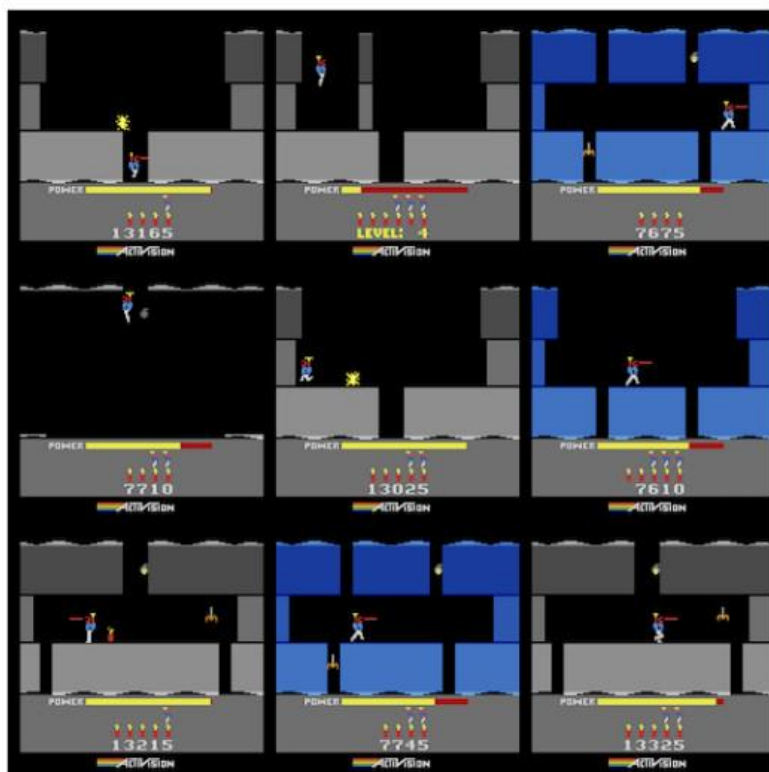 POWER
13165
ACTIVISION
POWER
LEVEL: 4
ACTIVISION
POWER
7675
ACTIVISION
POWER
7710
ACTIVISION
POWER
13025
ACTIVISION
POWER
7610
ACTIVISION
POWER
13215
ACTIVISION
POWER
7745
ACTIVISION
POWER
13325
ACTIVISION